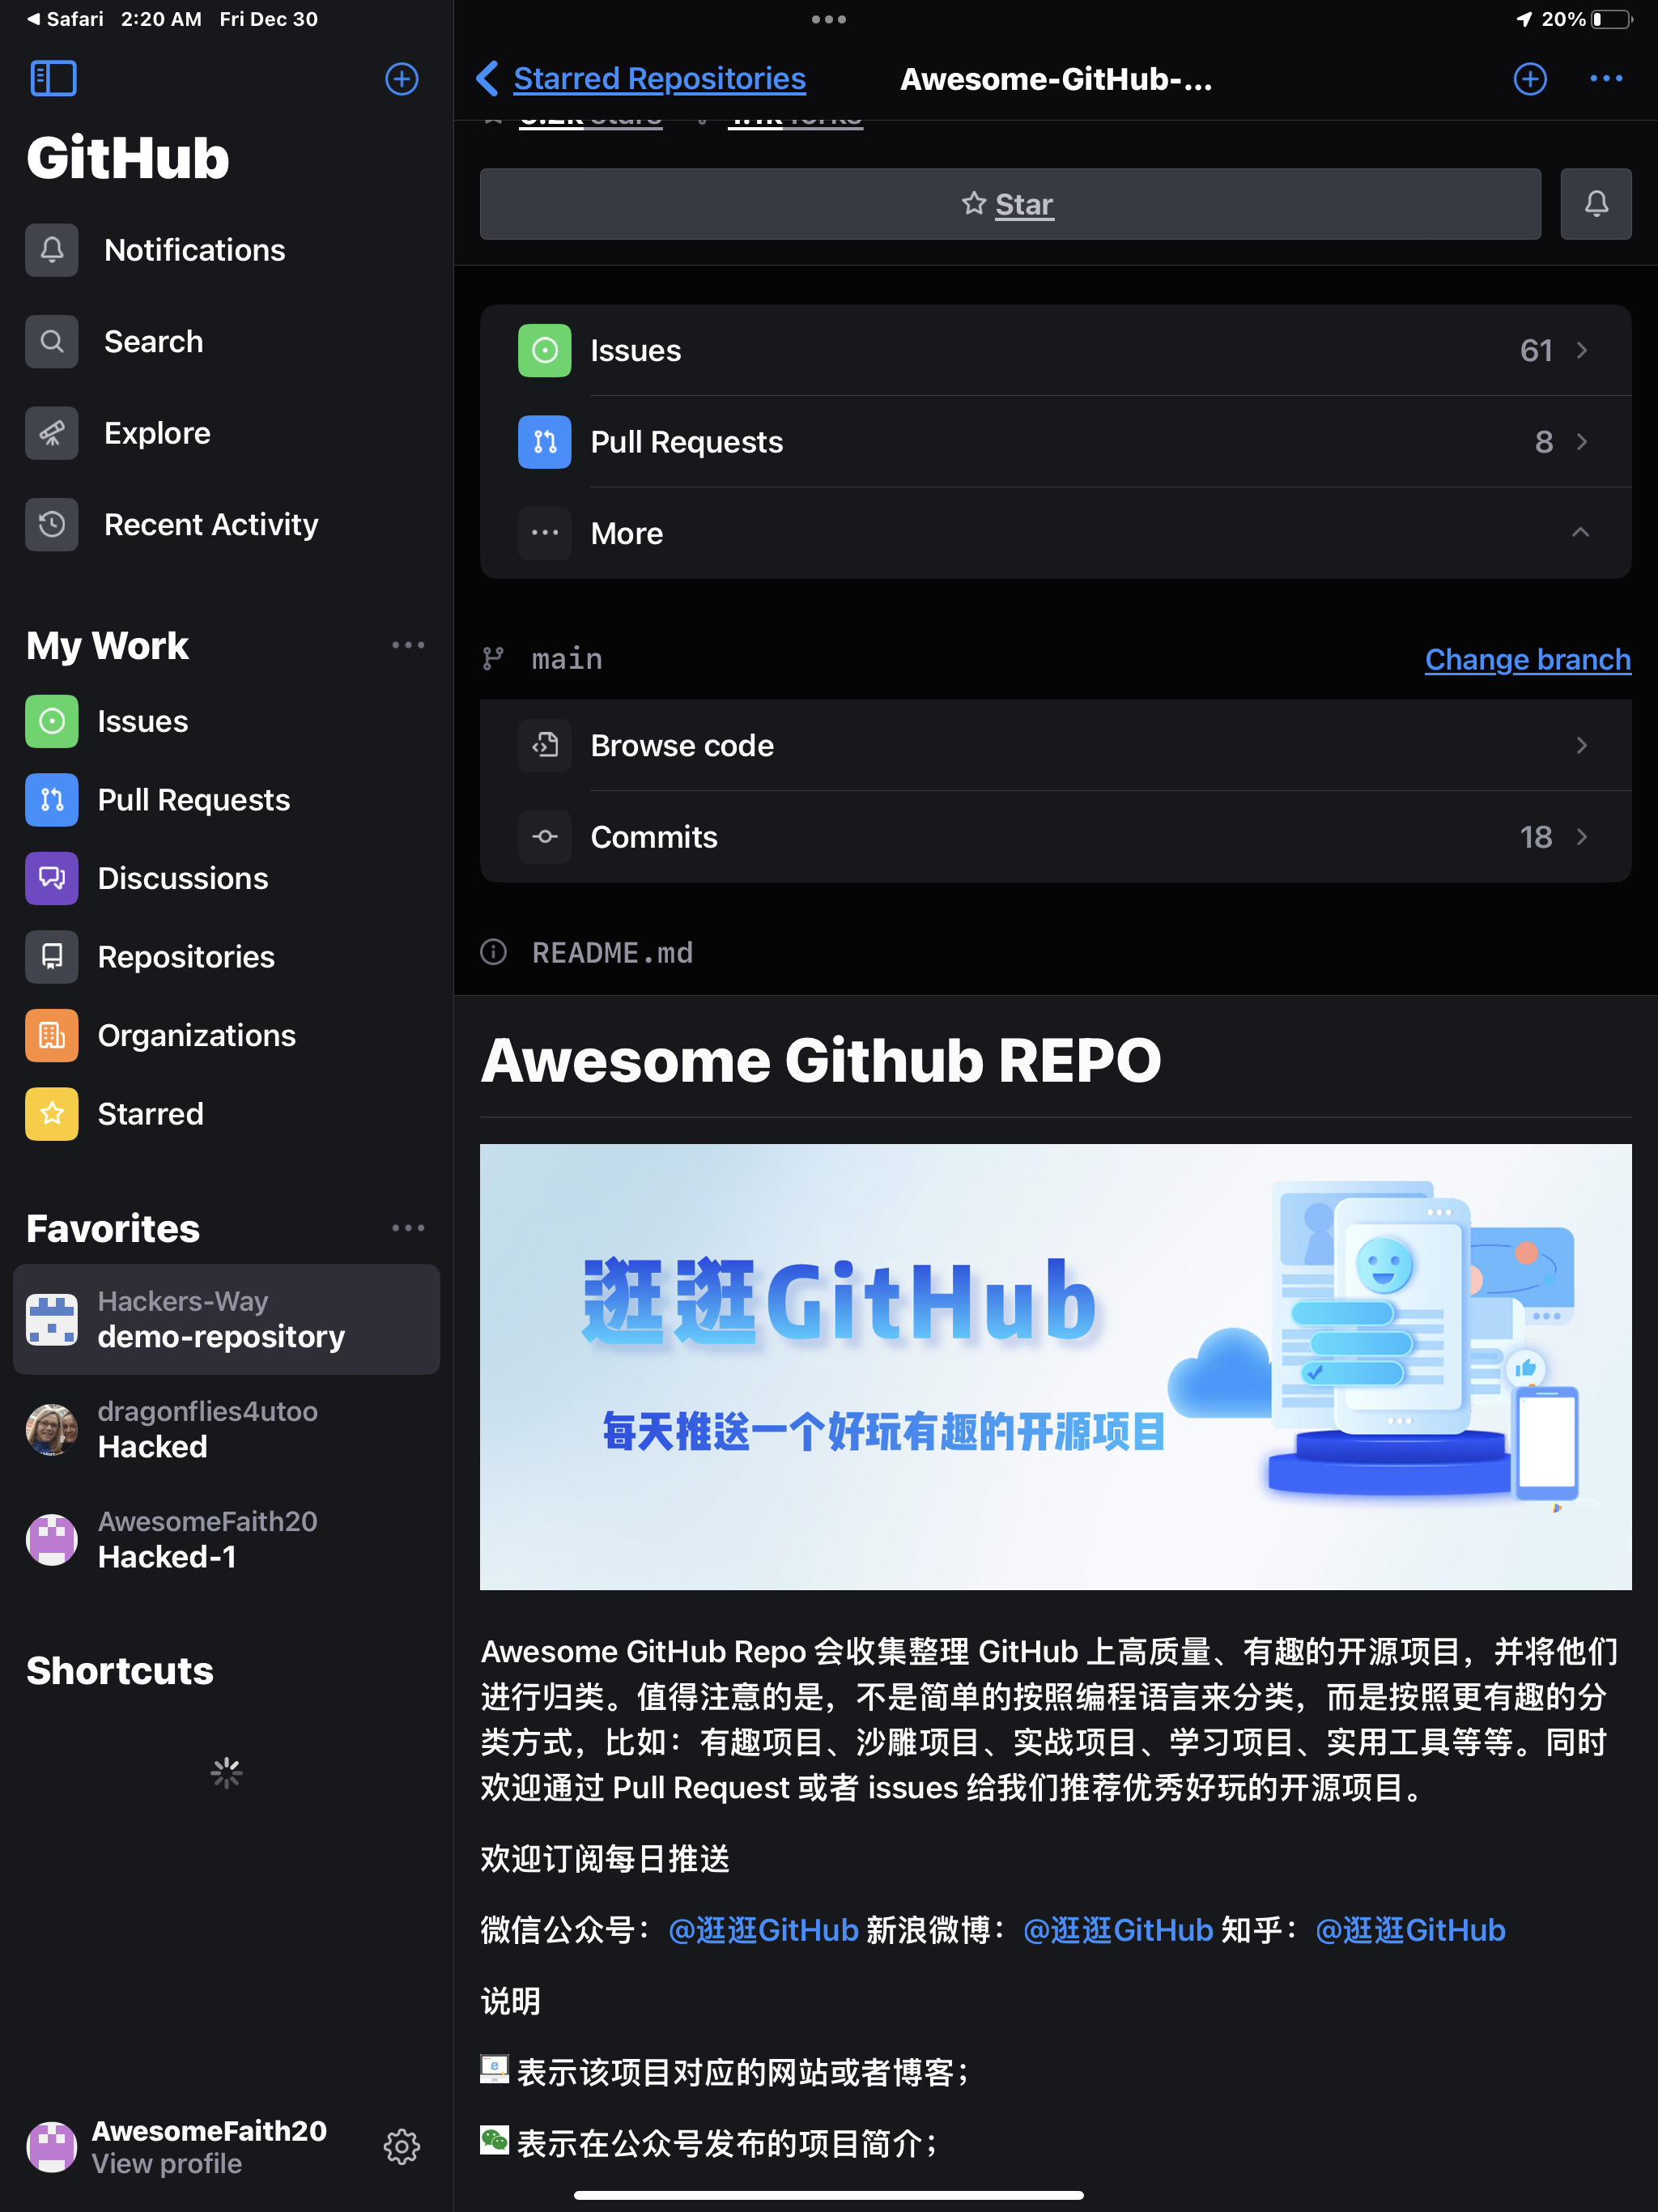 Safari 2:20 AM Fri Dec 30
20%
GitHub
Notifications
Search
Explore
Recent Activity
My Work
Issues
Pull Requests
Discussions
Repositories
Organizations
Starred
Favorites
Hackers-Way
demo-repository
dragonflies4utoo
Hacked
AwesomeFaith20
Hacked-1
Shortcuts
AwesomeFaith20
View profile
Starred Repositories
Awesome-GitHub-...
stars forks
Star
Issues 61
Pull Requests 8
More
main Change branch
Browse code
Commits 18
README.md
Awesome Github REPO
逛逛GitHub
每天推送一个好玩有趣的开源项目
Awesome GitHub Repo 会收集整理 GitHub 上高质量、有趣的开源项目，并将他们
进行归类。值得注意的是，不是简单的按照编程语言来分类，而是按照更有趣的分
类方式，比如：有趣项目、沙雕项目、实战项目、学习项目、实用工具等等。同时
欢迎通过 Pull Request 或者 issues 给我们推荐优秀好玩的开源项目。
欢迎订阅每日推送
微信公众号：@逛逛GitHub 新浪微博：@逛逛GitHub 知乎：@逛逛GitHub
说明
表示该项目对应的网站或者博客；
表示在公众号发布的项目简介；